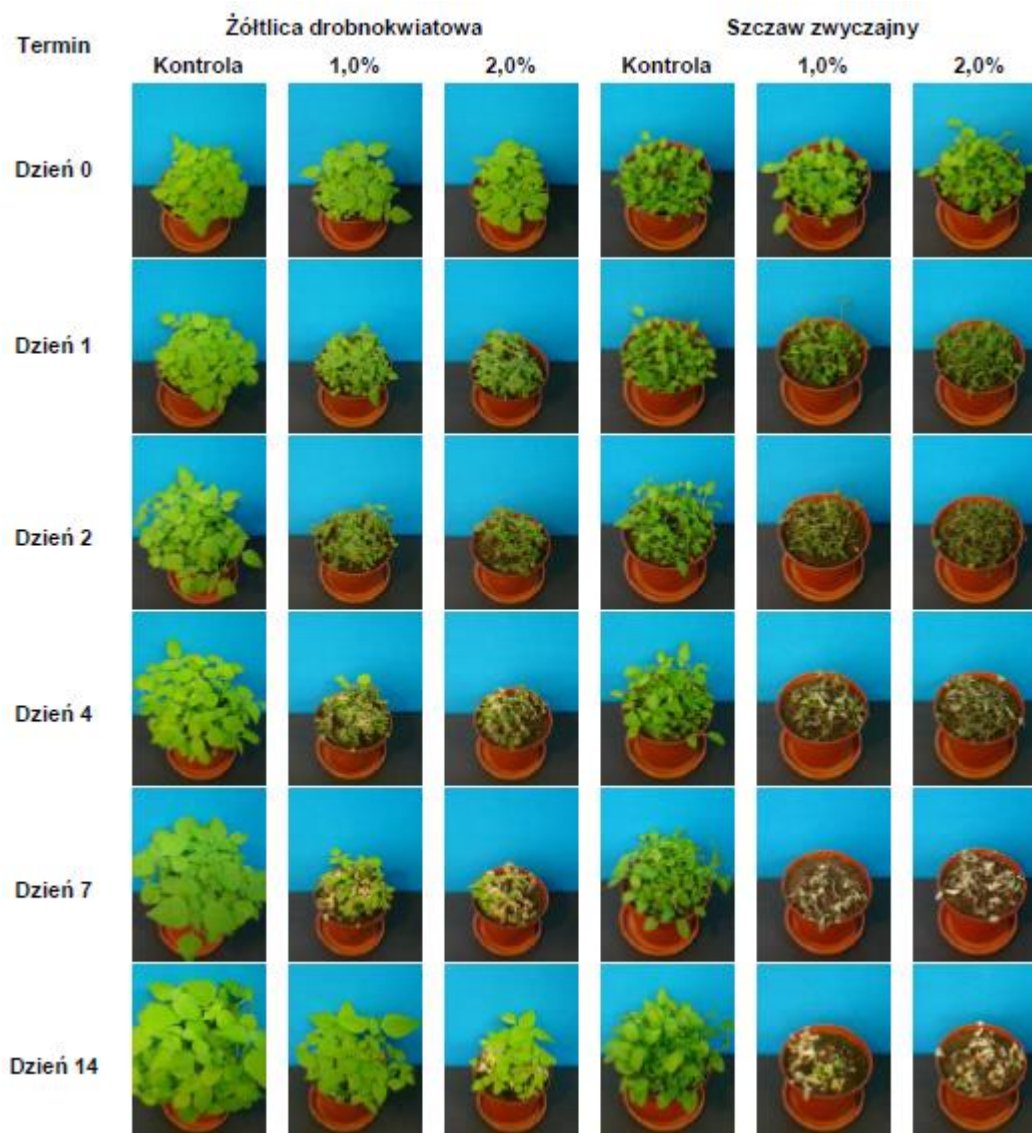 Termin
Żółtlica drobnokwiatowa Szczaw zwyczajny
Kontrola 1,0% 2,0% Kontrola 1,0% 2,0%
Dzień 0
Dzień 1
Dzień 2
Dzień 4
Dzień 7
Dzień 14